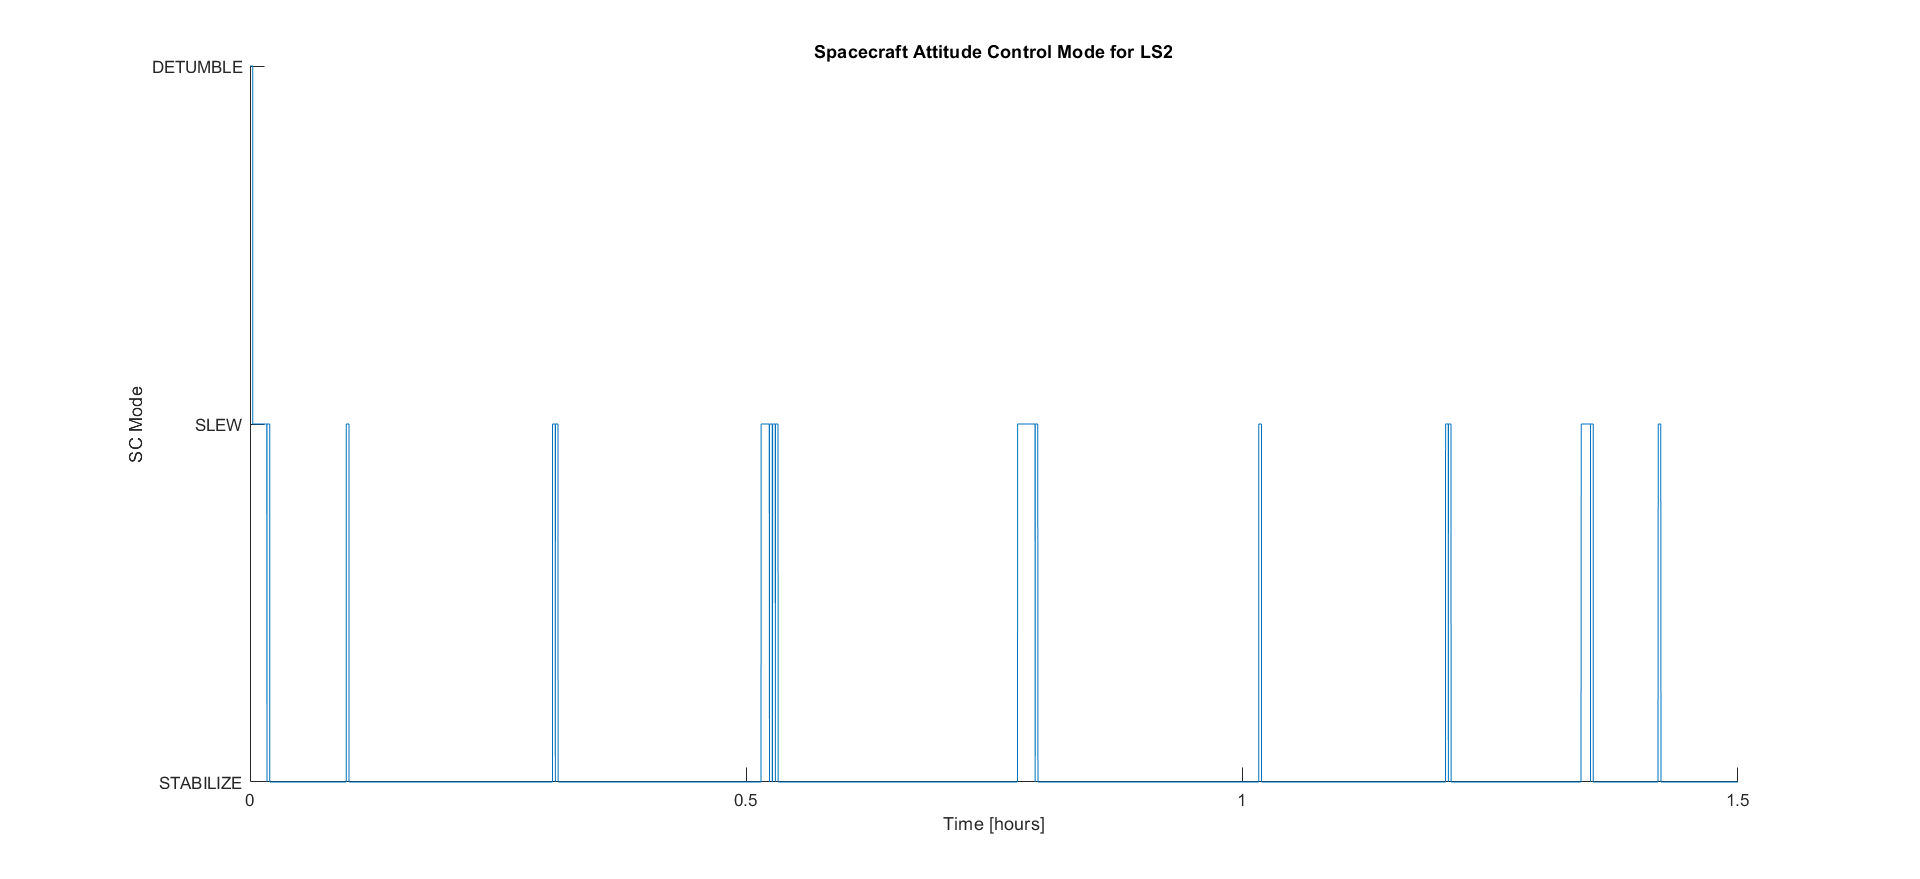 Spacecraft Attitude Control Mode for LS2
DETUMBLE
SLEW
STABILIZE
SC Mode
0
0.5
1
1.5
Time [hours]